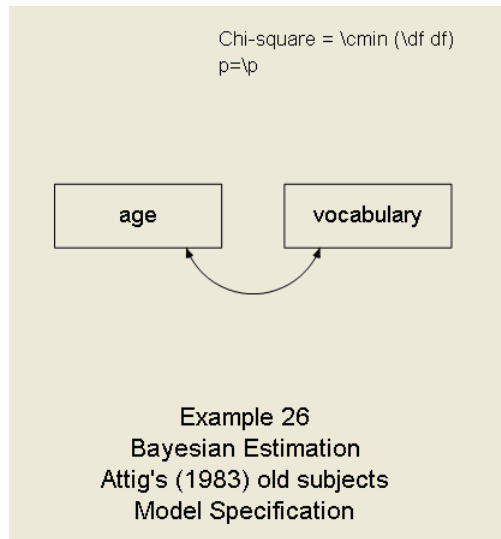 Chi-square = \cmin (\df df)
p=\p
age
vocabulary
Example 26
Bayesian Estimation
Attig's (1983) old subjects
Model Specification